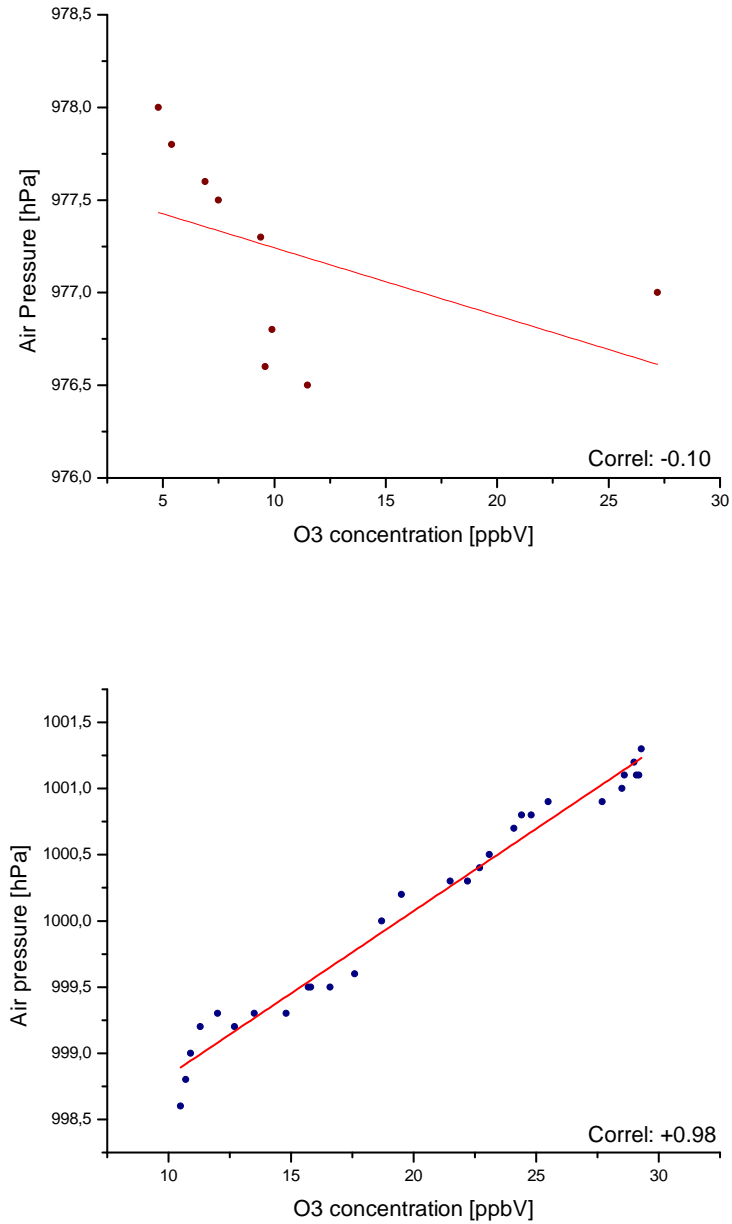 978,5
978,0
977,5
977,0
976,5
976,0
Air Pressure [hPa]
Correl: -0.10
5 10 15 20 25 30
O3 concentration [ppbV]
1001,5
1001,0
1000,5
1000,0
999,5
999,0
998,5
Air pressure [hPa]
Correl: +0.98
10 15 20 25 30
O3 concentration [ppbV]